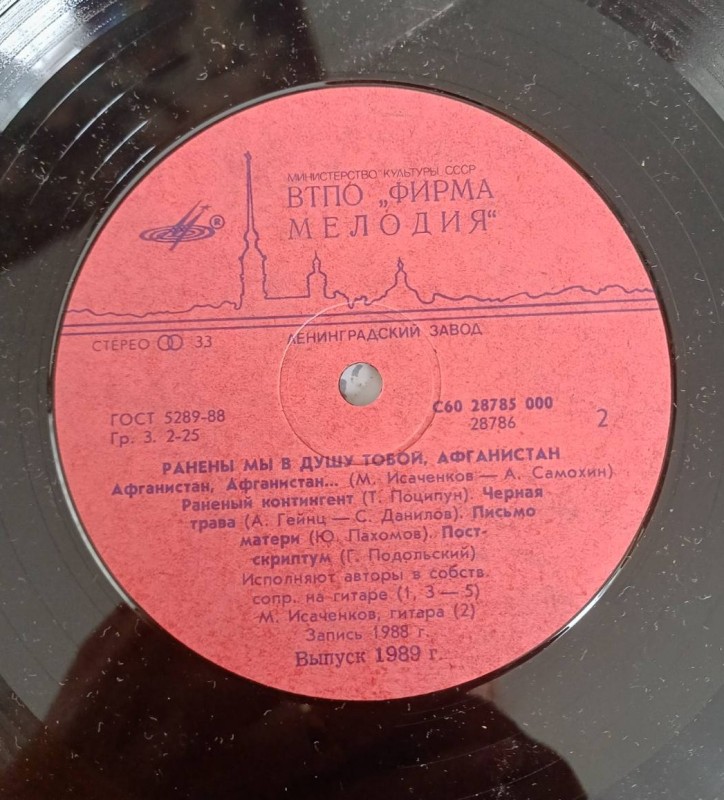 МИНИСТЕРСТВО КУЛЬТУРЫ СССР
ВТПО „ФИРМА
МЕЛОДИЯ“
®
СТЕРЕО 33
ЛЕНИНГРАДСКИЙ ЗАВОД
ГОСТ 5289-88
Гр. 3. 2-25
С60 28785 000
28786
2
РАНЕНЫ МЫ В ДУШУ ТОБОЙ, АФГАНИСТАН
Афганистан, Афганистан... (М. Исаченков — А. Самохин)
Раненый контингент (Т. Поципун). Черная
трава (А. Гейнц — С. Данилов). Письмо
матери (Ю. Пахомов). Пост-
скриптум (Г. Подольский)
Исполняют авторы в собств.
сопр. на гитаре (1, 3 — 5)
М. Исаченков, гитара (2)
Запись 1988 г.
Выпуск 1989 г.